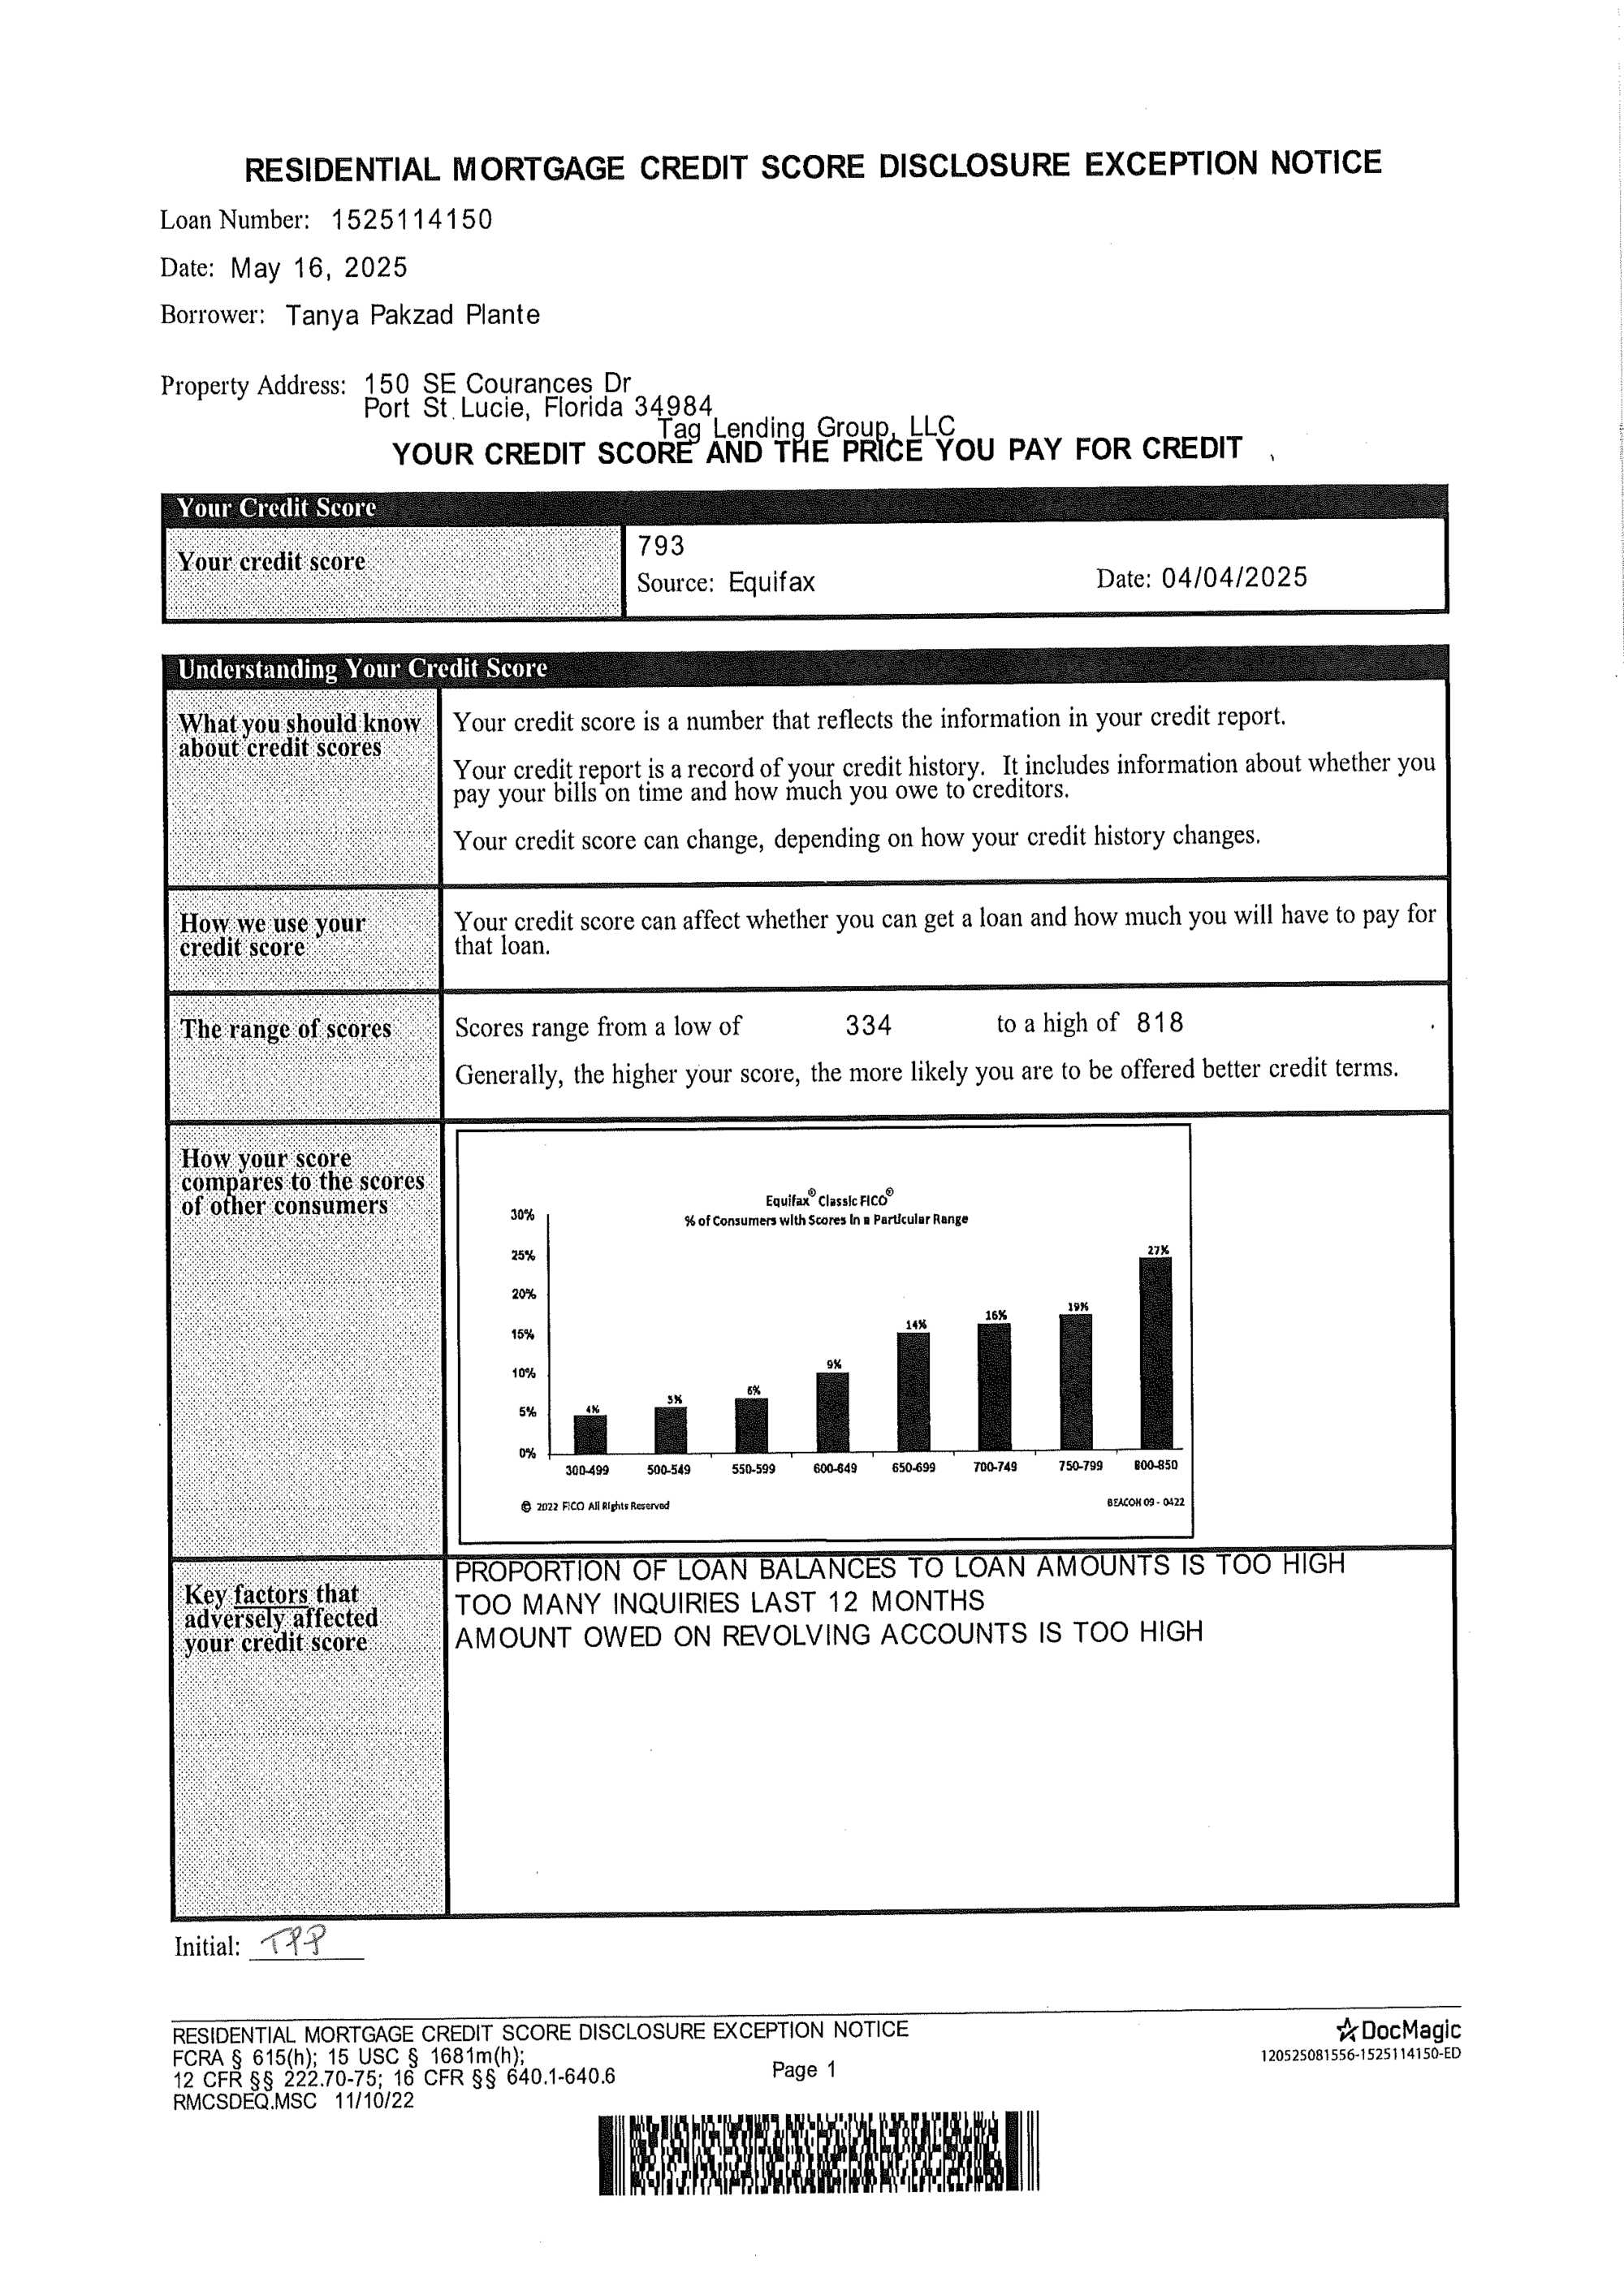 RESIDENTIAL MORTGAGE CREDIT SCORE DISCLOSURE EXCEPTION NOTICE
Loan Number: 1525114150
Date: May 16, 2025
Borrower: Tanya Pakzad Plante
Property Address: 150 SE Courances Dr
Port St. Lucie, Florida 34984
Tag Lending Group, LLC
YOUR CREDIT SCORE AND THE PRICE YOU PAY FOR CREDIT
Your Credit Score
Your credit score
793
Source: Equifax Date: 04/04/2025
Understanding Your Credit Score
What you should know
about credit scores
Your credit score is a number that reflects the information in your credit report.
Your credit report is a record of your credit history. It includes information about whether you
pay your bills on time and how much you owe to creditors.
Your credit score can change, depending on how your credit history changes.
How we use your
credit score
Your credit score can affect whether you can get a loan and how much you will have to pay for
that loan.
The range of scores
Scores range from a low of 334 to a high of 818
Generally, the higher your score, the more likely you are to be offered better credit terms.
How your score
compares to the scores
of other consumers
Equifax® Classic FICO®
% of Consumers with Scores in a Particular Range
30%
25%
20%
15%
10%
5%
0%
4%
5%
6%
9%
14%
16%
19%
27%
300-499 500-549 550-599 600-649 650-699 700-749 750-799 800-850
© 2022 FICO All Rights Reserved
BEACON 09 - 0422
Key factors that
adversely affected
your credit score
PROPORTION OF LOAN BALANCES TO LOAN AMOUNTS IS TOO HIGH
TOO MANY INQUIRIES LAST 12 MONTHS
AMOUNT OWED ON REVOLVING ACCOUNTS IS TOO HIGH
Initial: TPP
RESIDENTIAL MORTGAGE CREDIT SCORE DISCLOSURE EXCEPTION NOTICE
FCRA § 615(h); 15 USC § 1681m(h);
12 CFR §§ 222.70-75; 16 CFR §§ 640.1-640.6
RMCSDEQ.MSC 11/10/22
Page 1
DocMagic
120525081556-1525114150-ED